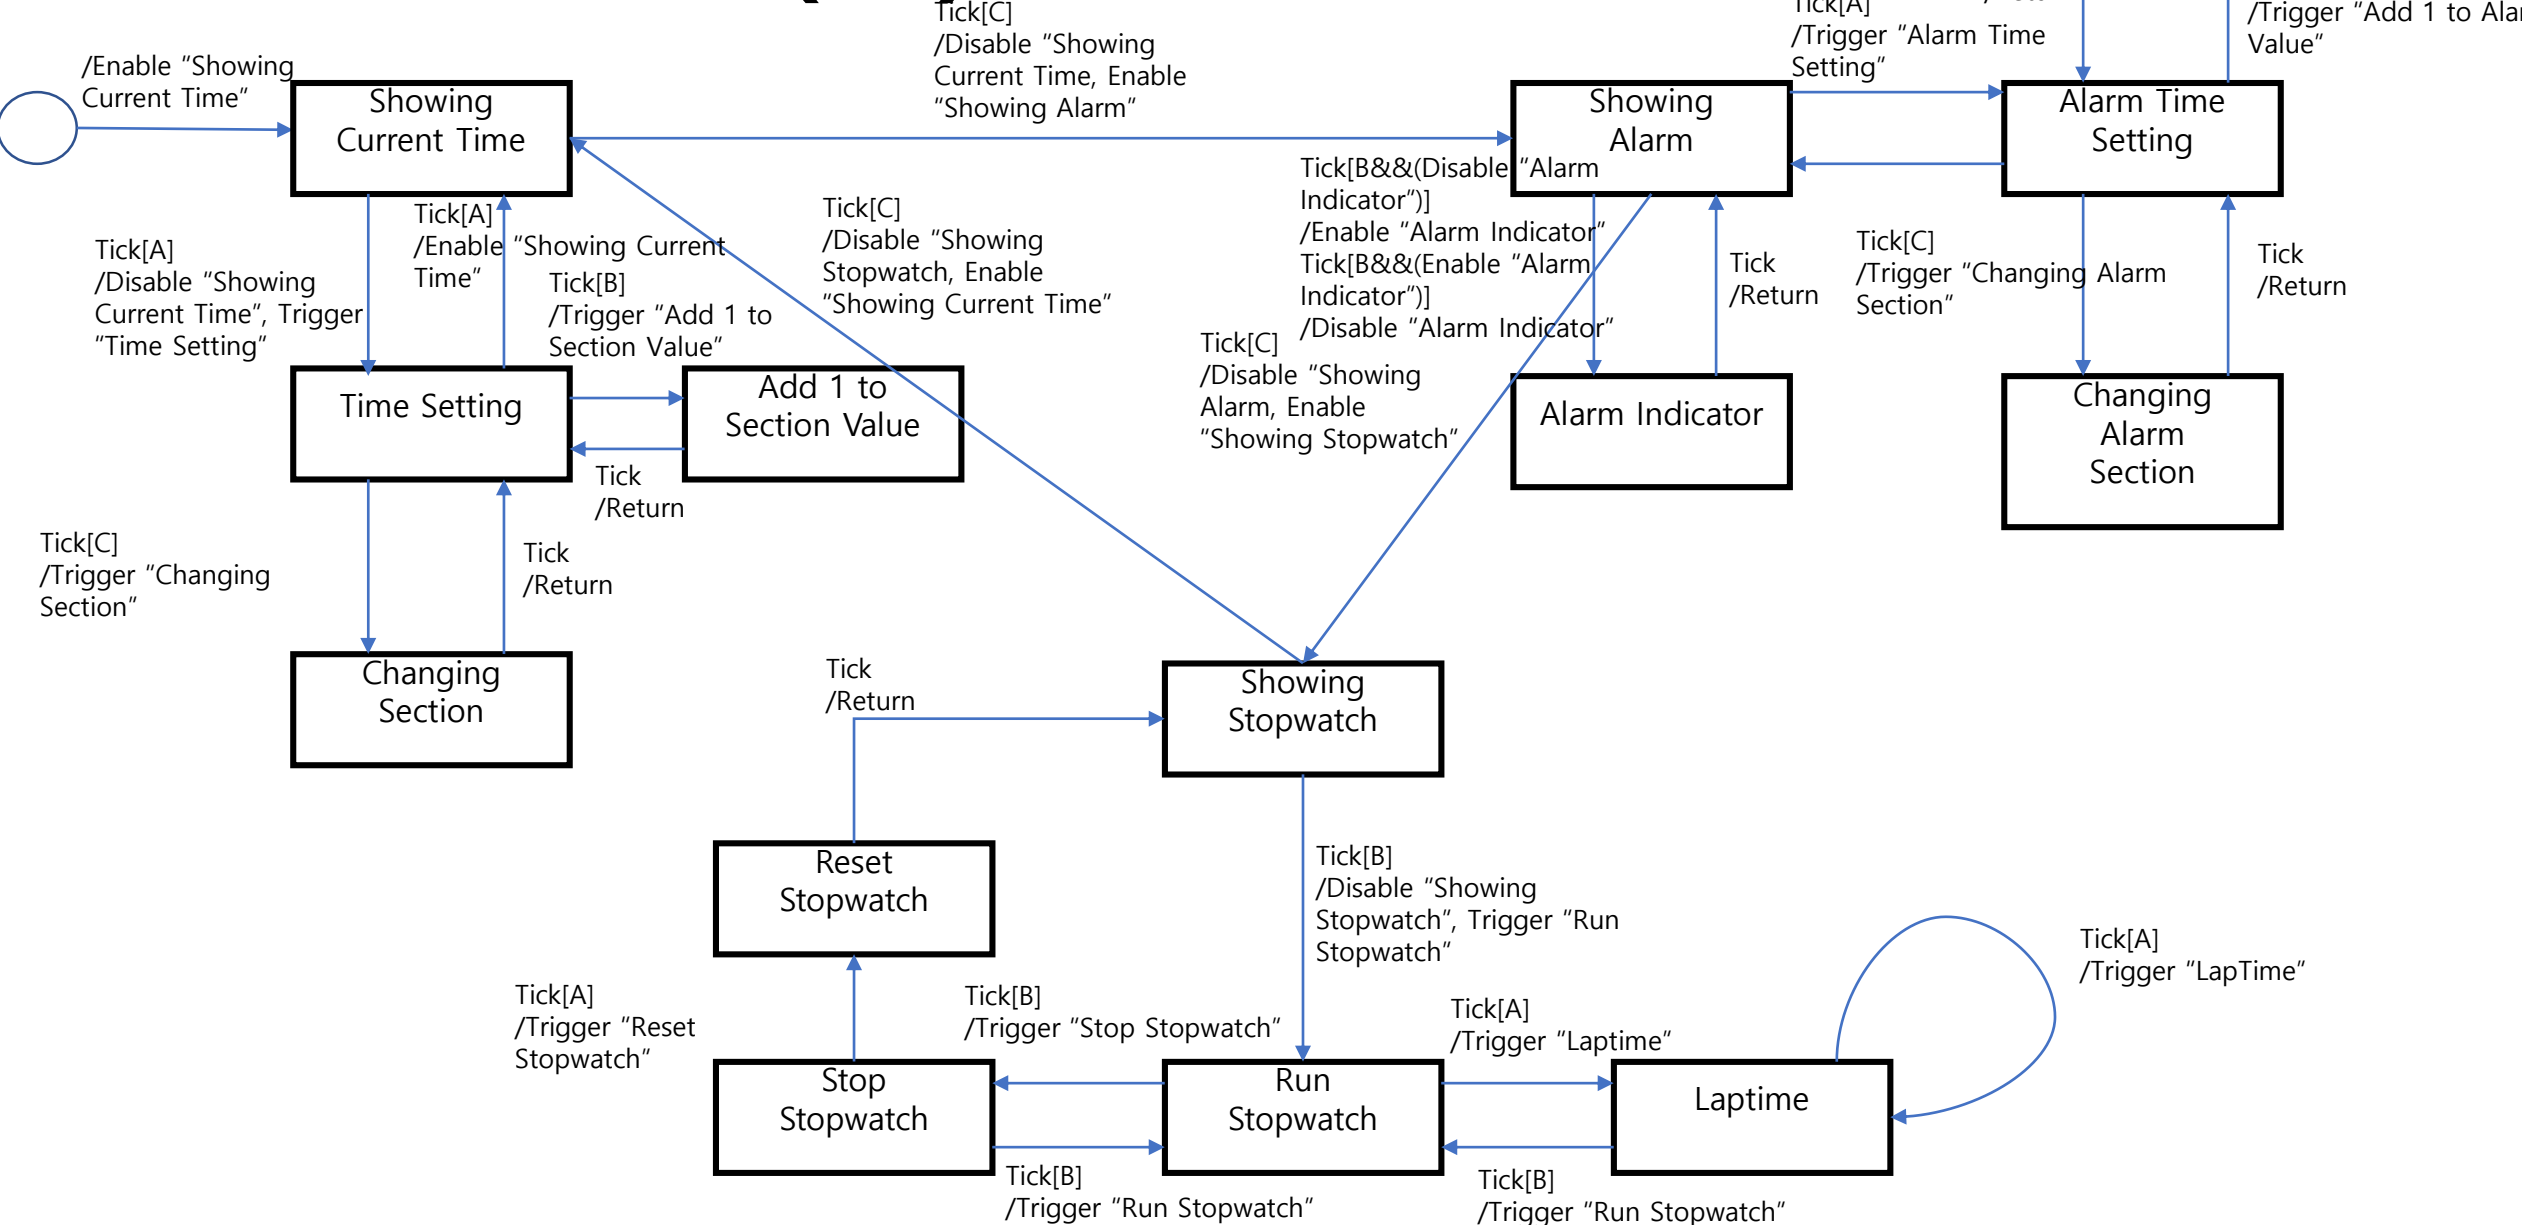 Tick[C]
/Disable “Showing
Current Time, Enable
“Showing Alarm”
Tick[A]
/Trigger “Alarm Time
Setting”
/Trigger “Add 1 to
Value”
/Enable “Showing
Current Time”
Showing
Current Time
Showing
Alarm
Alarm Time
Setting
Tick[A]
/Disable “Showing
Current Time”, Trigger
“Time Setting”
Tick[A]
/Enable “Showing Current
Time”
Tick[B]
/Trigger “Add 1 to
Section Value”
Tick[C]
/Disable “Showing
Stopwatch, Enable
“Showing Current Time”
Tick[B&&(Disable “Alarm
Indicator”)]
/Enable “Alarm Indicator”
Tick[B&&(Enable “Alarm
Indicator”)]
/Disable “Alarm Indicator”
Tick
/Return
Tick[C]
/Trigger “Changing Alarm
Section”
Tick
/Return
Tick[C]
/Disable “Showing
Alarm, Enable
“Showing Stopwatch”
Time Setting
Add 1 to
Section Value
Alarm Indicator
Changing
Alarm
Section
Tick
/Return
Tick[C]
/Trigger “Changing
Section”
Tick
/Return
Changing
Section
Tick
/Return
Showing
Stopwatch
Reset
Stopwatch
Tick[B]
/Disable “Showing
Stopwatch”, Trigger “Run
Stopwatch”
Tick[A]
/Trigger “LapTime”
Tick[A]
/Trigger “Reset
Stopwatch”
Tick[B]
/Trigger “Stop Stopwatch”
Tick[A]
/Trigger “Laptime”
Stop
Stopwatch
Run
Stopwatch
Laptime
Tick[B]
/Trigger “Run Stopwatch”
Tick[B]
/Trigger “Run Stopwatch”